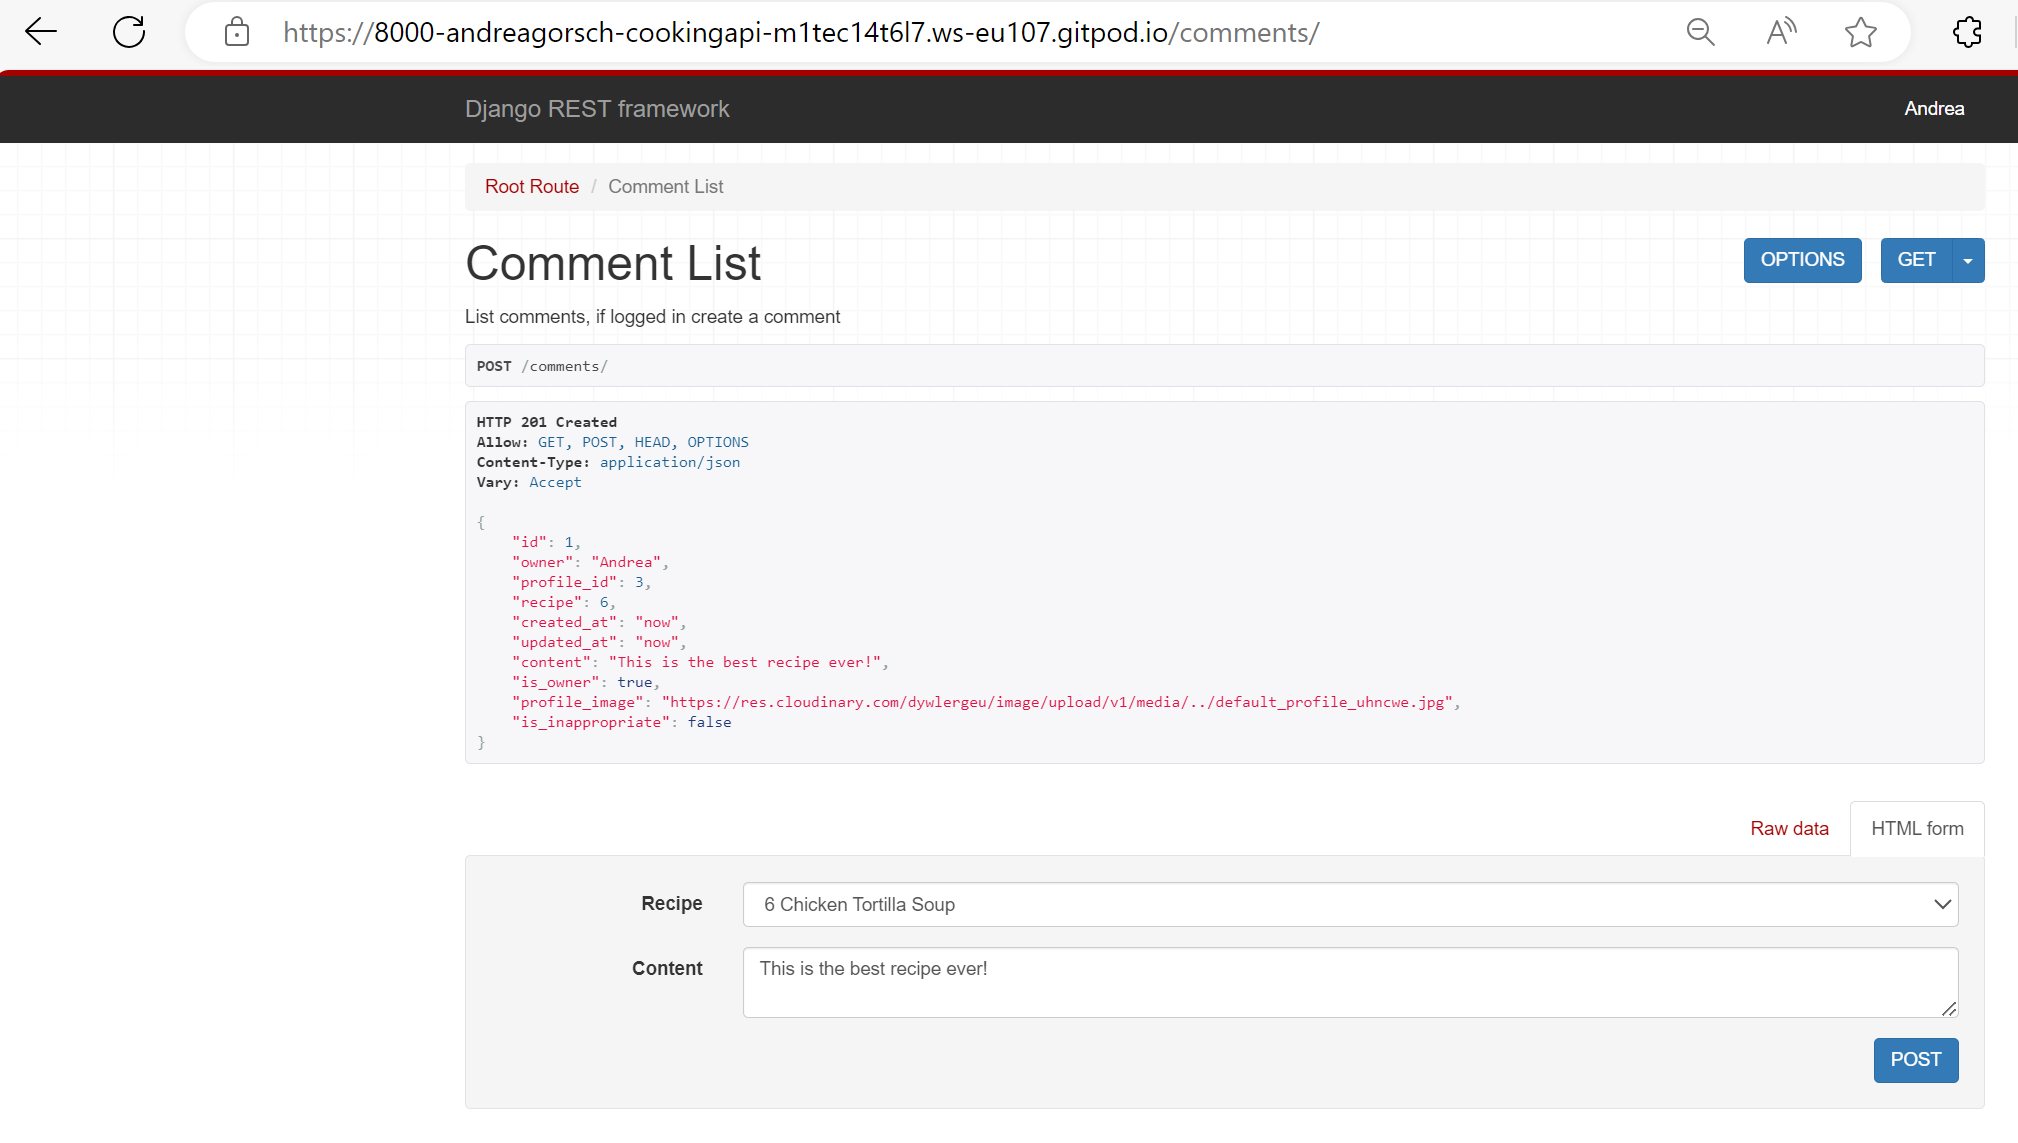 https://8000-andreagorsch-cookingapi-m1tec14t6l7.ws-eu107.gitpod.io/comments/
Django REST framework
Andrea
Root Route / Comment List
Comment List
OPTIONS
GET
List comments, if logged in create a comment
POST /comments/
HTTP 201 Created
Allow: GET, POST, HEAD, OPTIONS
Content-Type: application/json
Vary: Accept
{
    "id": 1,
    "owner": "Andrea",
    "profile_id": 3,
    "recipe": 6,
    "created_at": "now",
    "updated_at": "now",
    "content": "This is the best recipe ever!",
    "is_owner": true,
    "profile_image": "https://res.cloudinary.com/dywlergeu/image/upload/v1/media/../default_profile_uhncwe.jpg",
    "is_inappropriate": false
}
Raw data
HTML form
Recipe
6 Chicken Tortilla Soup
Content
This is the best recipe ever!
POST